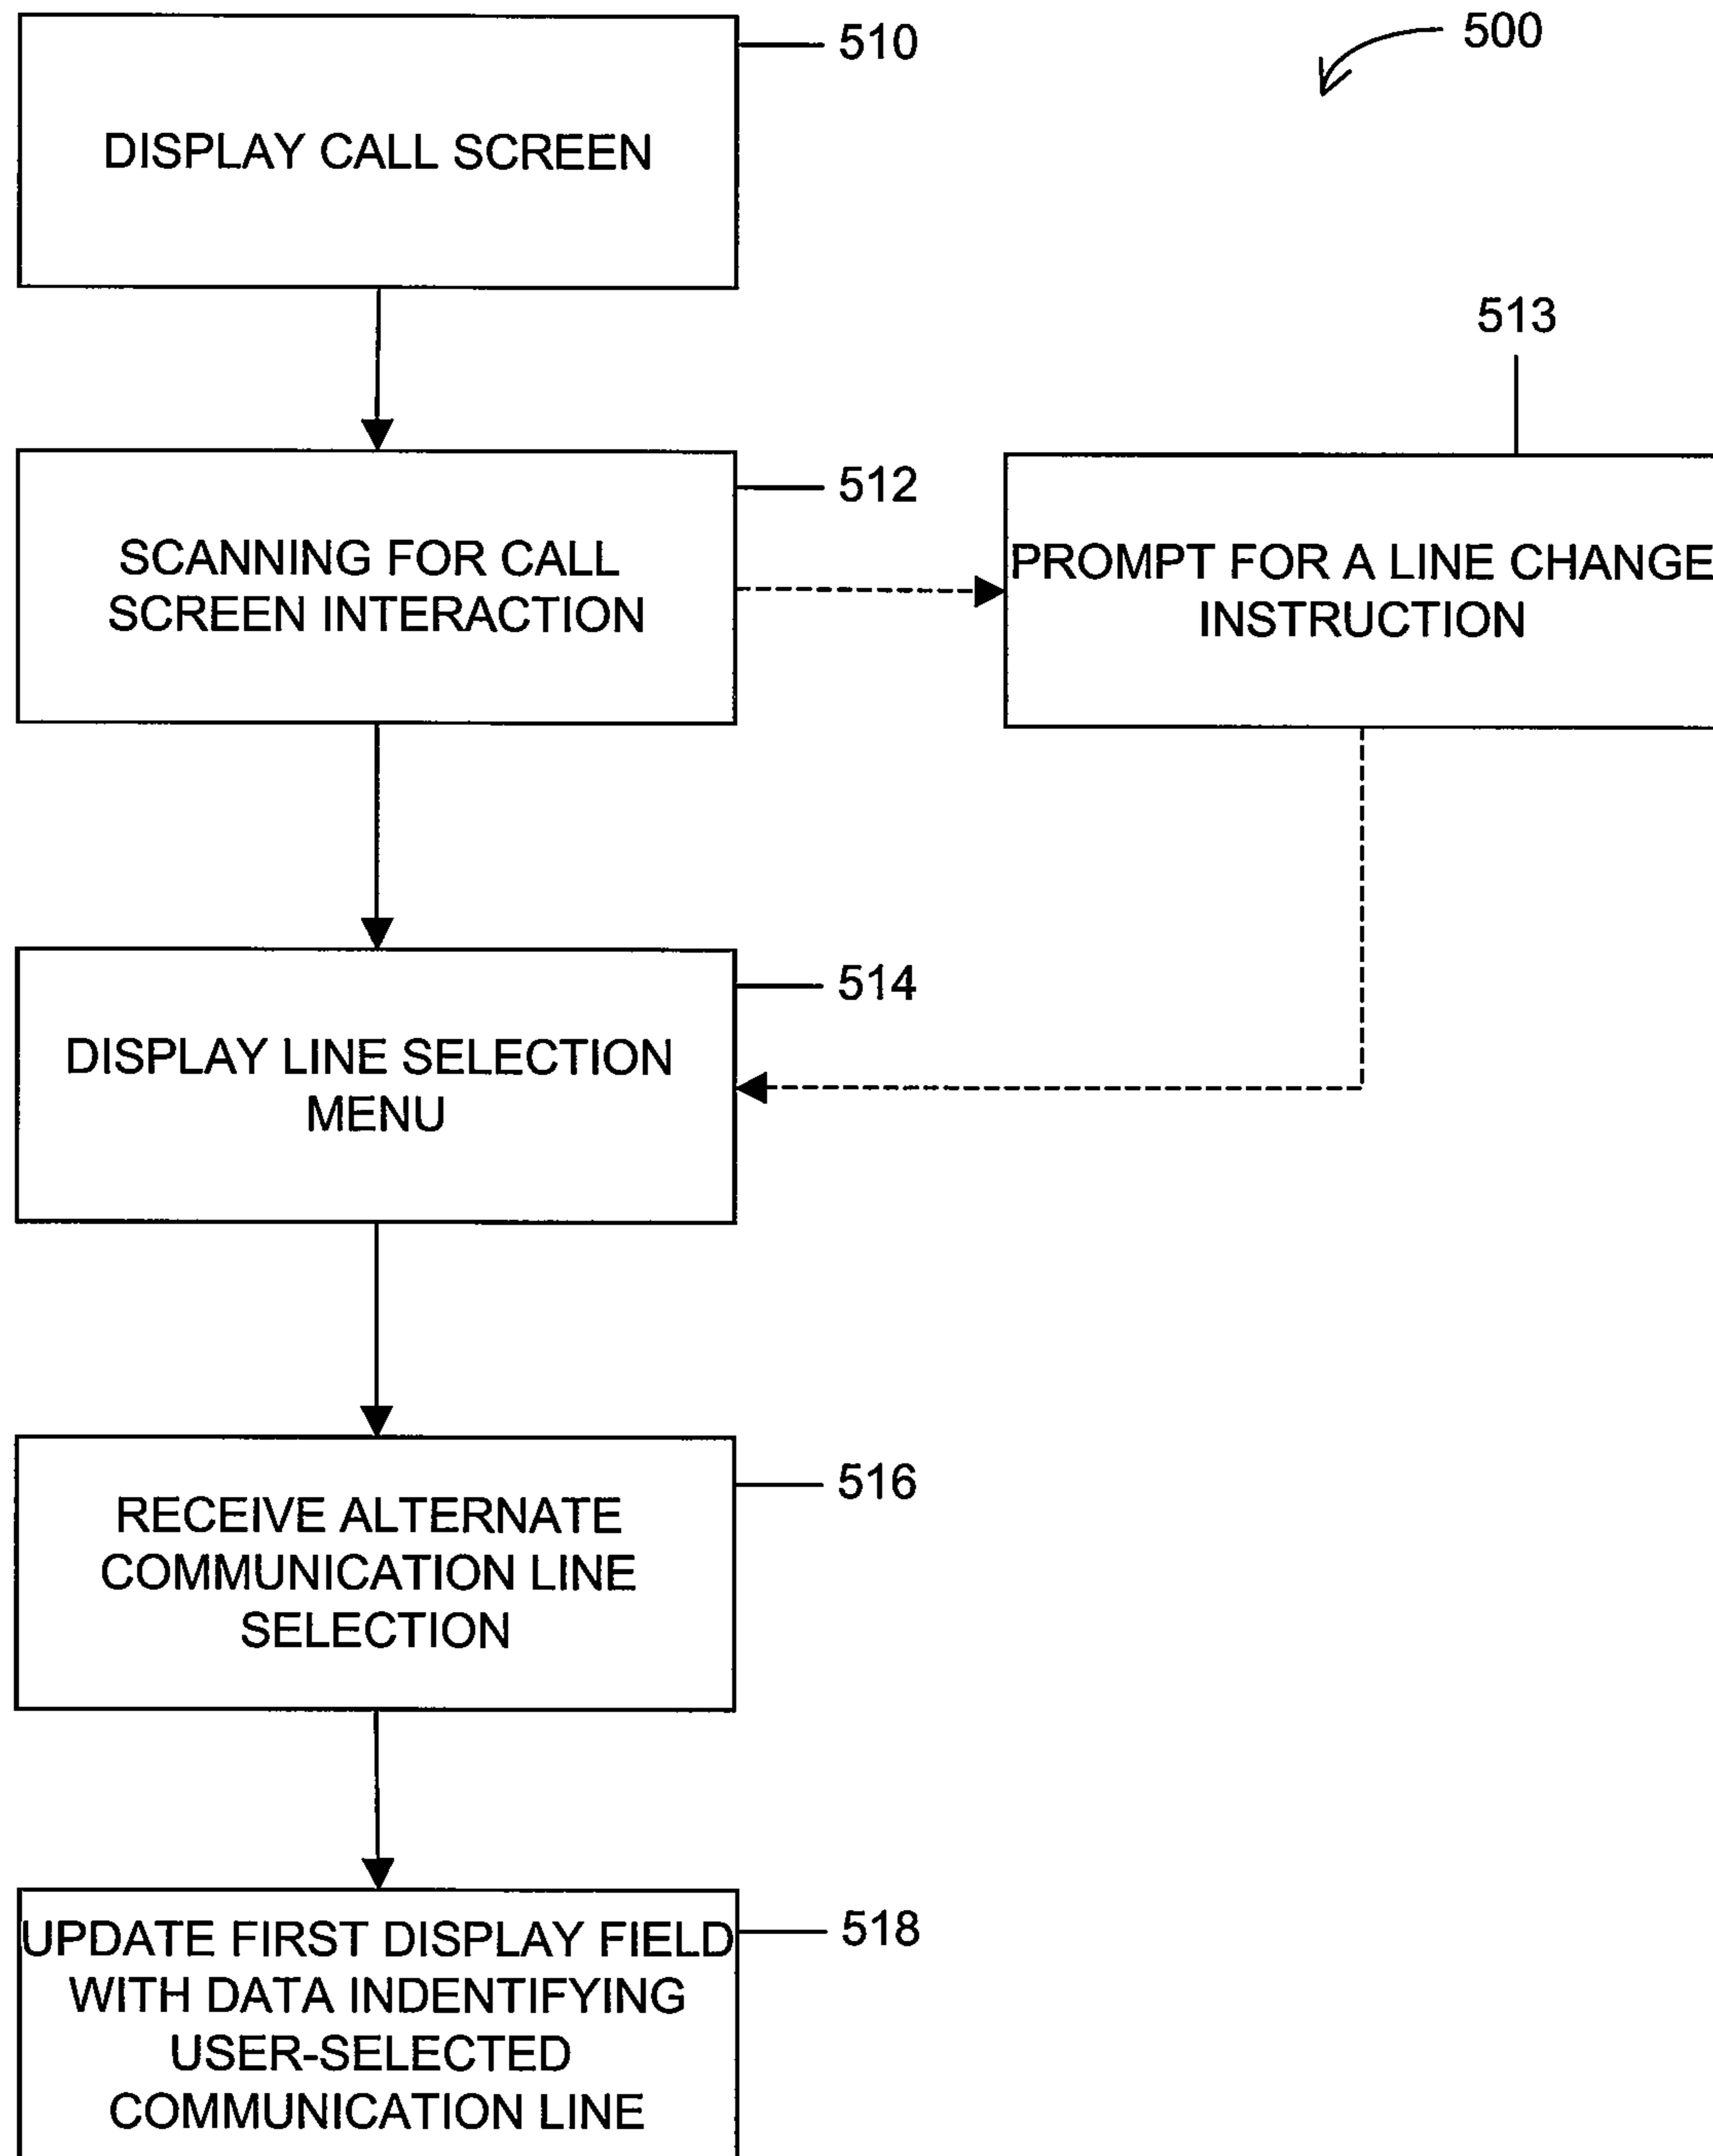 510
500
DISPLAY CALL SCREEN
513
512
SCANNING FOR CALL
SCREEN INTERACTION
PROMPT FOR A LINE CHANGE
INSTRUCTION
514
DISPLAY LINE SELECTION
MENU
516
RECEIVE ALTERNATE
COMMUNICATION LINE
SELECTION
518
UPDATE FIRST DISPLAY FIELD
WITH DATA INDENTIFYING
USER-SELECTED
COMMUNICATION LINE